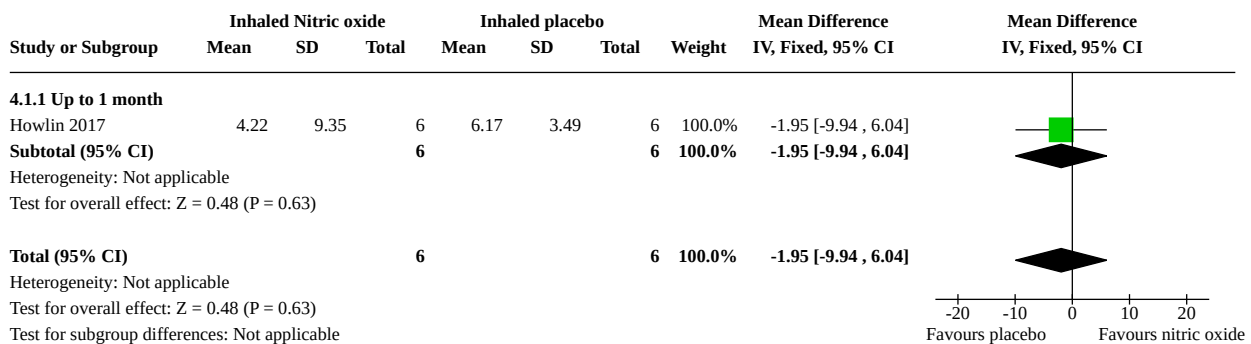 Inhaled Nitric oxide Inhaled placebo Mean Difference Mean Difference
Study or Subgroup Mean SD Total Mean SD Total Weight IV, Fixed, 95% CI IV, Fixed, 95% CI
4.1.1 Up to 1 month
Howlin 2017 4.22 9.35 6 6.17 3.49 6 100.0% -1.95 [-9.94 , 6.04]
Subtotal (95% CI) 6 6 100.0% -1.95 [-9.94 , 6.04]
Heterogeneity: Not applicable
Test for overall effect: Z = 0.48 (P = 0.63)
Total (95% CI) 6 6 100.0% -1.95 [-9.94 , 6.04]
Heterogeneity: Not applicable
Test for overall effect: Z = 0.48 (P = 0.63)
-20 -10 0 10 20
Test for subgroup differences: Not applicable Favours placebo Favours nitric oxide